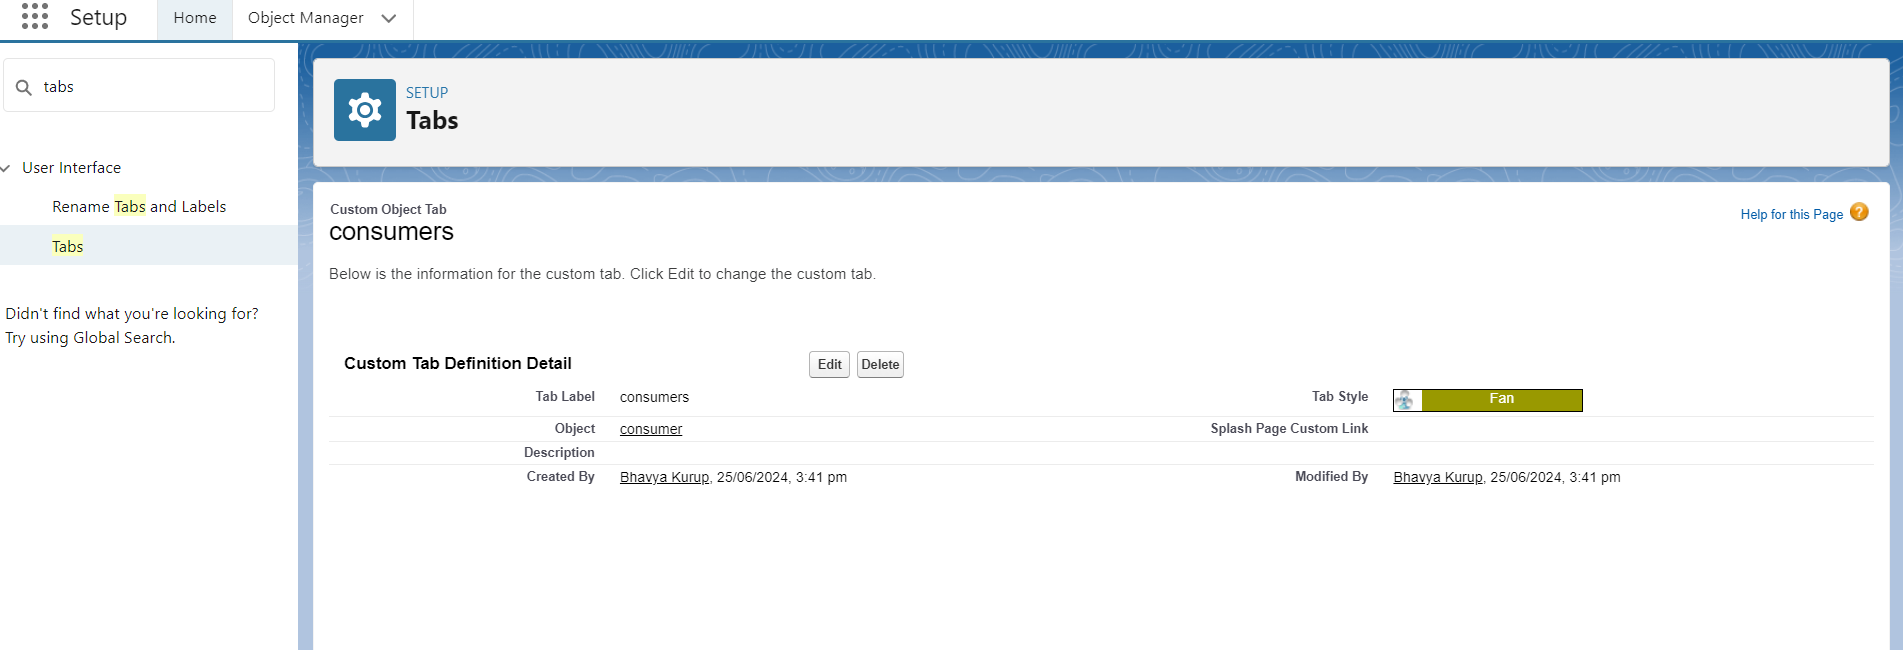 Setup Home Object Manager
tabs
User Interface
Rename Tabs and Labels
Tabs
Didn't find what you're looking for?
Try using Global Search.
SETUP
Tabs
Custom Object Tab
consumers
Help for this Page ?
Below is the information for the custom tab. Click Edit to change the custom tab.
Custom Tab Definition Detail Edit Delete
Tab Label consumers Tab Style Fan
Object consumer Splash Page Custom Link
Description
Created By Bhavya Kurup, 25/06/2024, 3:41 pm Modified By Bhavya Kurup, 25/06/2024, 3:41 pm